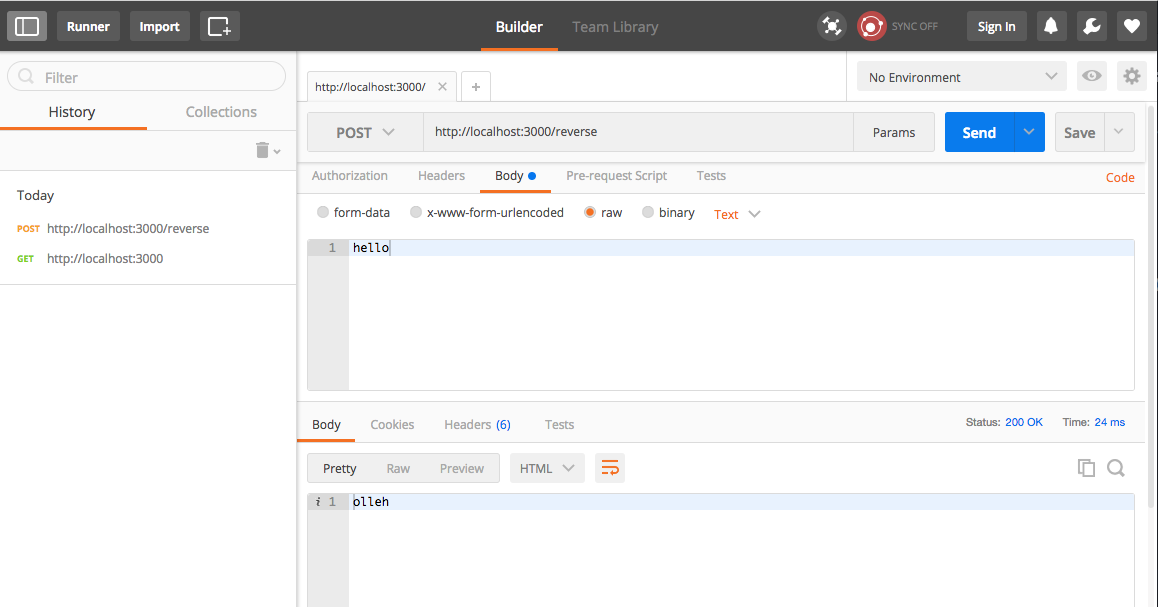 Runner Import Builder Team Library SYNC OFF Sign In
Filter
History Collections
Today
POST http://localhost:3000/reverse
GET http://localhost:3000
http://localhost:3000/ × +
No Environment
POST http://localhost:3000/reverse Params Send Save
Authorization Headers Body Pre-request Script Tests Code
form-data x-www-form-urlencoded raw binary Text
1 hello
Body Cookies Headers (6) Tests Status: 200 OK Time: 24 ms
Pretty Raw Preview HTML
i 1 olleh